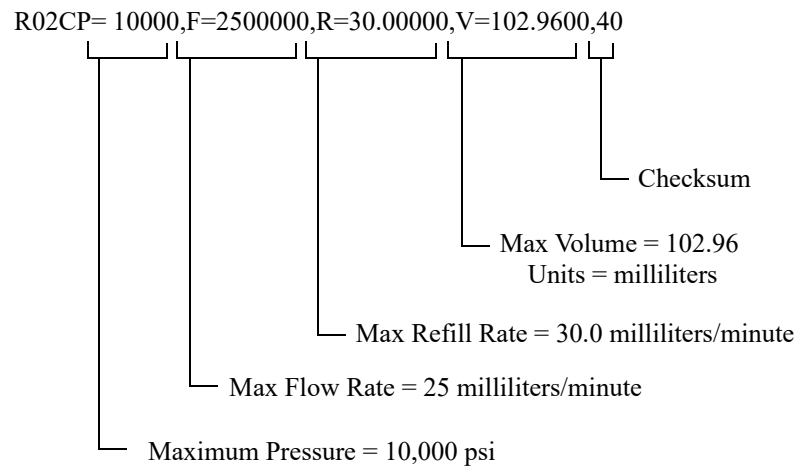 R02CP= 10000,F=2500000,R=30.00000,V=102.9600,40
Checksum
Max Volume = 102.96
Units = milliliters
Max Refill Rate = 30.0 milliliters/minute
Max Flow Rate = 25 milliliters/minute
Maximum Pressure = 10,000 psi